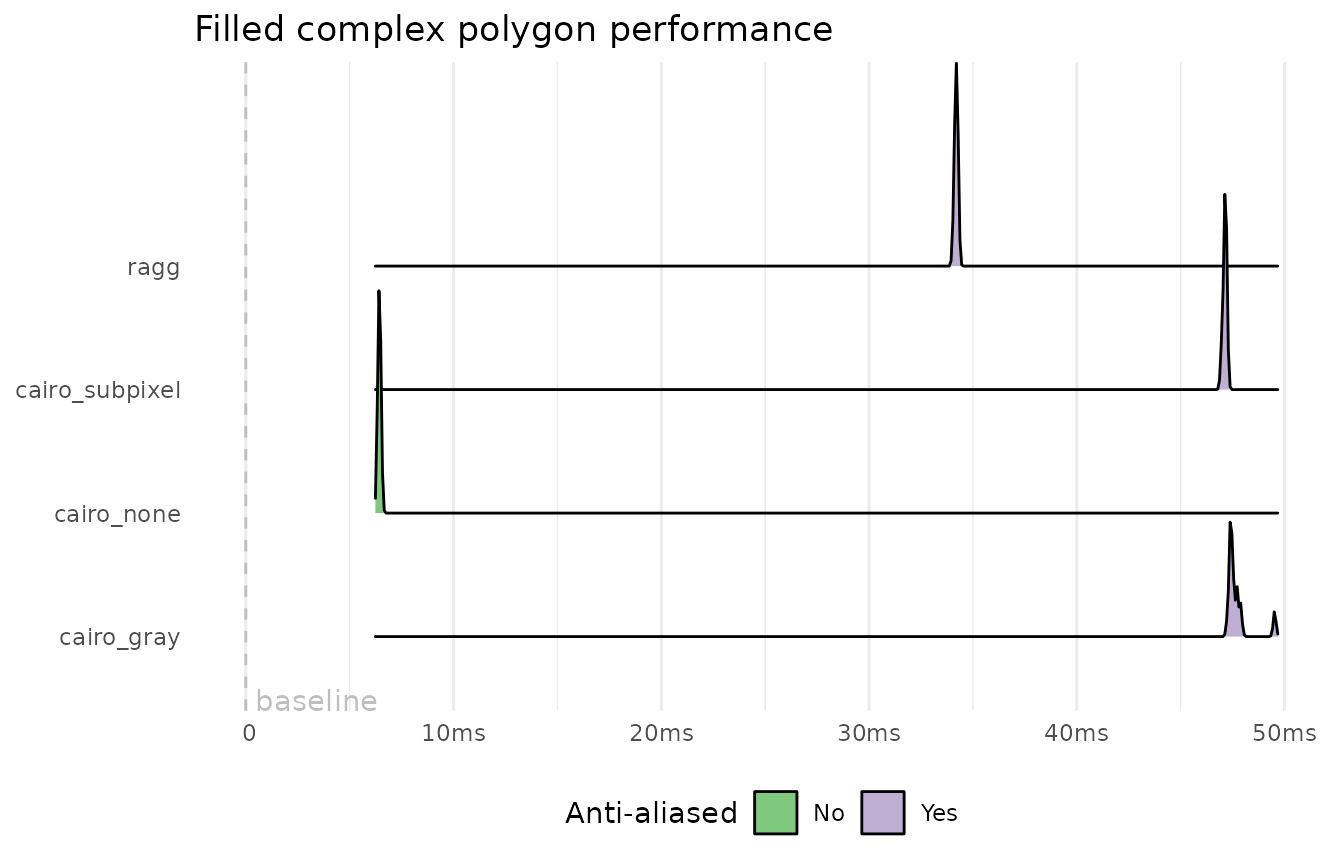 Filled complex polygon performance
ragg
cairo_subpixel
cairo_none
cairo_gray
baseline
0 10ms 20ms 30ms 40ms 50ms
Anti-aliased No Yes